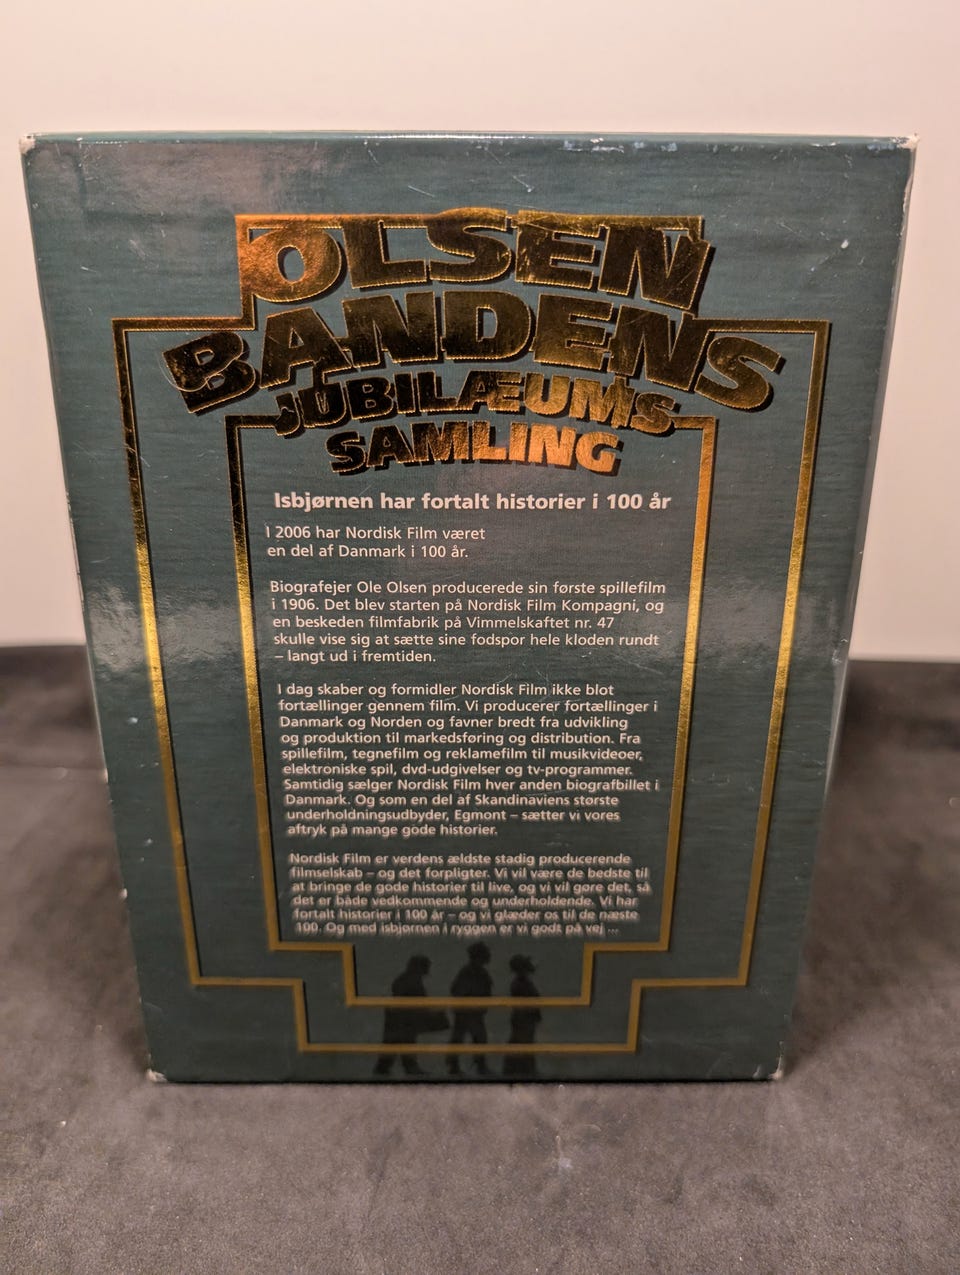 OLSEN
BANDENS
JUBILÆUMS
SAMLING
Isbjørnen har fortalt historier i 100 år
I 2006 har Nordisk Film været
en del af Danmark i 100 år.
Biografejer Ole Olsen producerede sin første spillefilm
i 1906. Det blev starten på Nordisk Film Kompagni, og
en beskeden filmfabrik på Vimmelskaftet nr. 47
skulle vise sig at sætte sine fodspor hele kloden rundt
– langt ud i fremtiden.
I dag skaber og formidler Nordisk Film ikke blot
fortællinger gennem film. Vi producerer fortællinger i
Danmark og Norden og favner bredt fra udvikling
og produktion til markedsføring og distribution. Fra
spillefilm, tegnefilm og reklamefilm til musikvideoer,
elektroniske spil, dvd-udgivelser og tv-programmer.
Samtidig sælger Nordisk Film hver anden biografbillet i
Danmark. Og som en del af Skandinaviens største
underholdningsudbyder, Egmont – sætter vi vores
aftryk på mange gode historier.
Nordisk Film er verdens ældste stadig producerende
filmselskab – og det forpligter. Vi vil være de bedste til
at bringe de gode historier til live, og vi vil gøre det, så
det er både vedkommende og underholdende. Vi har
fortalt historier i 100 år – og vi glæder os til de næste
100. Og med isbjørnen i ryggen er vi godt på vej ...